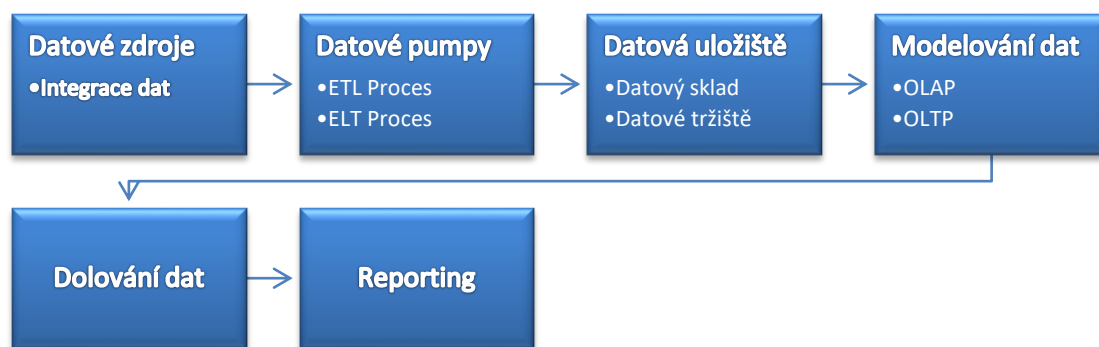 Datové zdroje
•Integrace dat
Datové pumpy
•ETL Proces
•ELT Proces
Datová uložiště
•Datový sklad
•Datové tržiště
Modelování dat
•OLAP
•OLTP
Dolování dat
Reporting